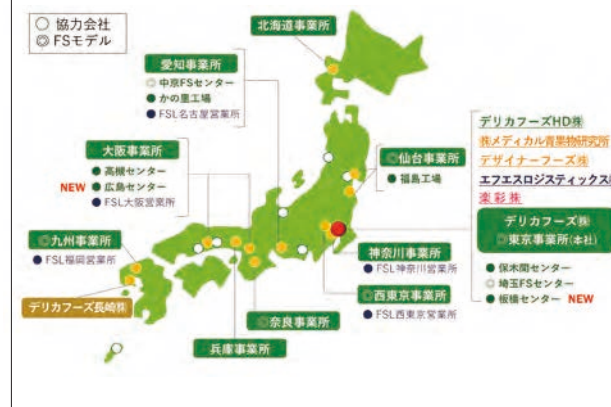 ○ 協力会社
◎ FSモデル
北海道事業所
愛知事業所
◎ 中京FSセンター
● かの里工場
● FSL名古屋営業所
大阪事業所
● 高槻センター
NEW ● 広島センター
● FSL大阪営業所
◎仙台事業所
● 福島工場
デリカフーズHD㈱
㈱メディカル青果物研究所
デザイナーフーズ㈱
エフエスロジスティックス㈱
楽彩㈱
デリカフーズ㈱
◎東京事業所(本社)
● 保木間センター
◎ 埼玉FSセンター
● 板橋センター NEW
◎九州事業所
● FSL福岡営業所
神奈川事業所
● FSL神奈川営業所
◎西東京事業所
● FSL西東京営業所
デリカフーズ長崎㈱
◎奈良事業所
兵庫事業所